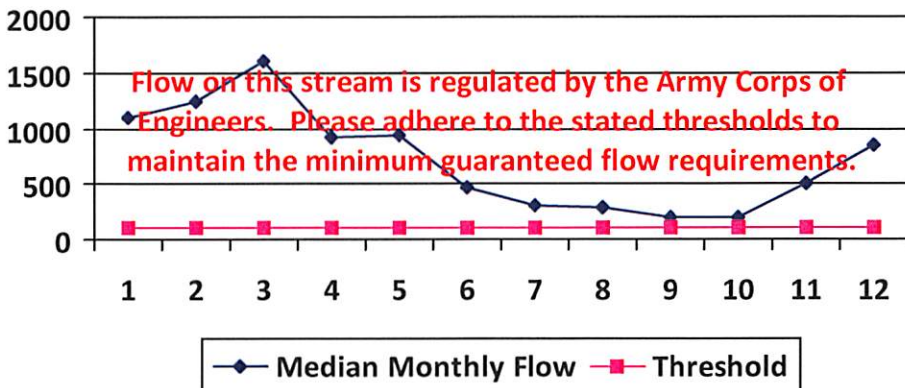 2000
1500
1000
500
0
Flow on this stream is regulated by the Army Corps of
Engineers. Please adhere to the stated thresholds to
maintain the minimum guaranteed flow requirements.
1 2 3 4 5 6 7 8 9 10 11 12
Median Monthly Flow Threshold